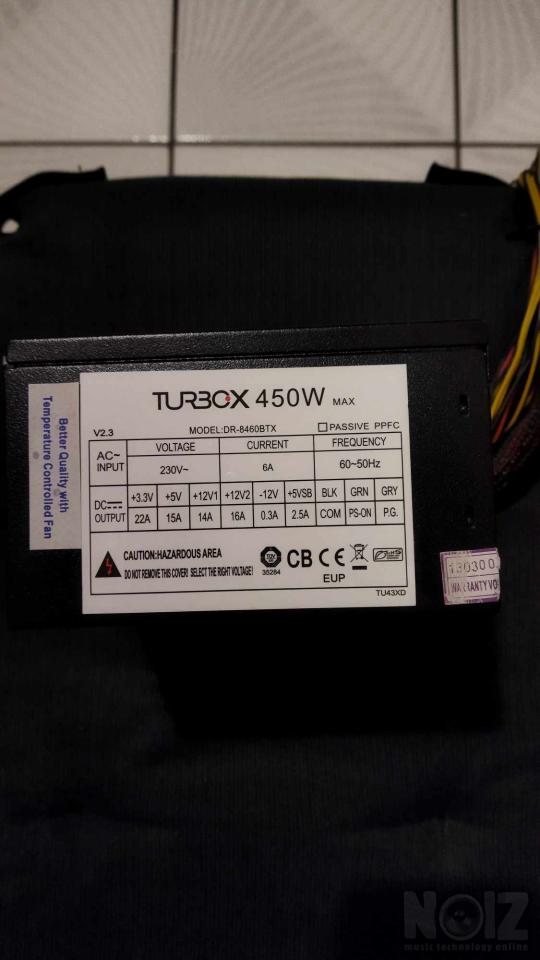 TURBOX 450W MAX
V2.3 MODEL:DR-8460BTX PASSIVE PPFC
AC~ INPUT VOLTAGE CURRENT FREQUENCY
230V~ 6A 60~50Hz
DC OUTPUT +3.3V +5V +12V1 +12V2 -12V +5VSB BLK GRN GRY
22A 15A 14A 16A 0.3A 2.5A COM PS-ON P.G.
CAUTION:HAZARDOUS AREA
DO NOT REMOVE THIS COVER! SELECT THE RIGHT VOLTAGE!
35284
CB CE
EUP
TU43XD
Better Quality with
Temperature Controlled Fan
130300
WARRANTY VO
NOIZ
music technology online